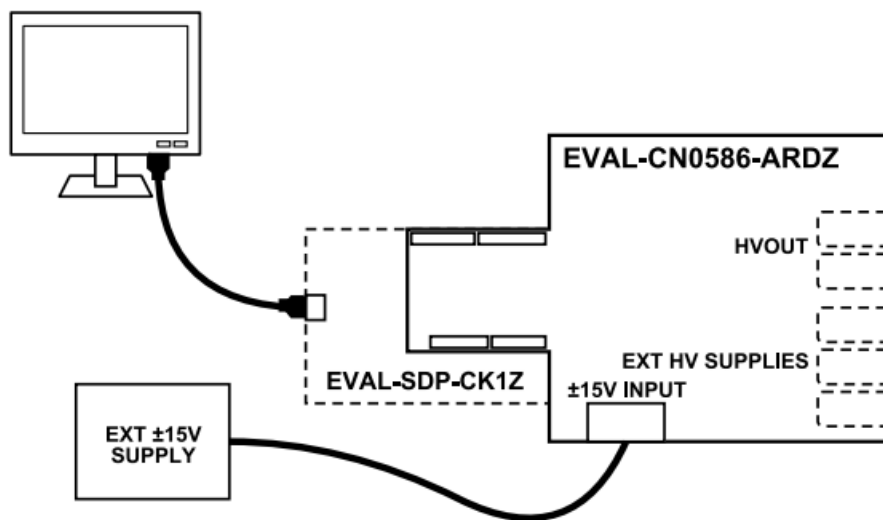 EVAL-CN0586-ARDZ
HVOUT
EXT HV SUPPLIES
EVAL-SDP-CK1Z
±15V INPUT
EXT ±15V
SUPPLY